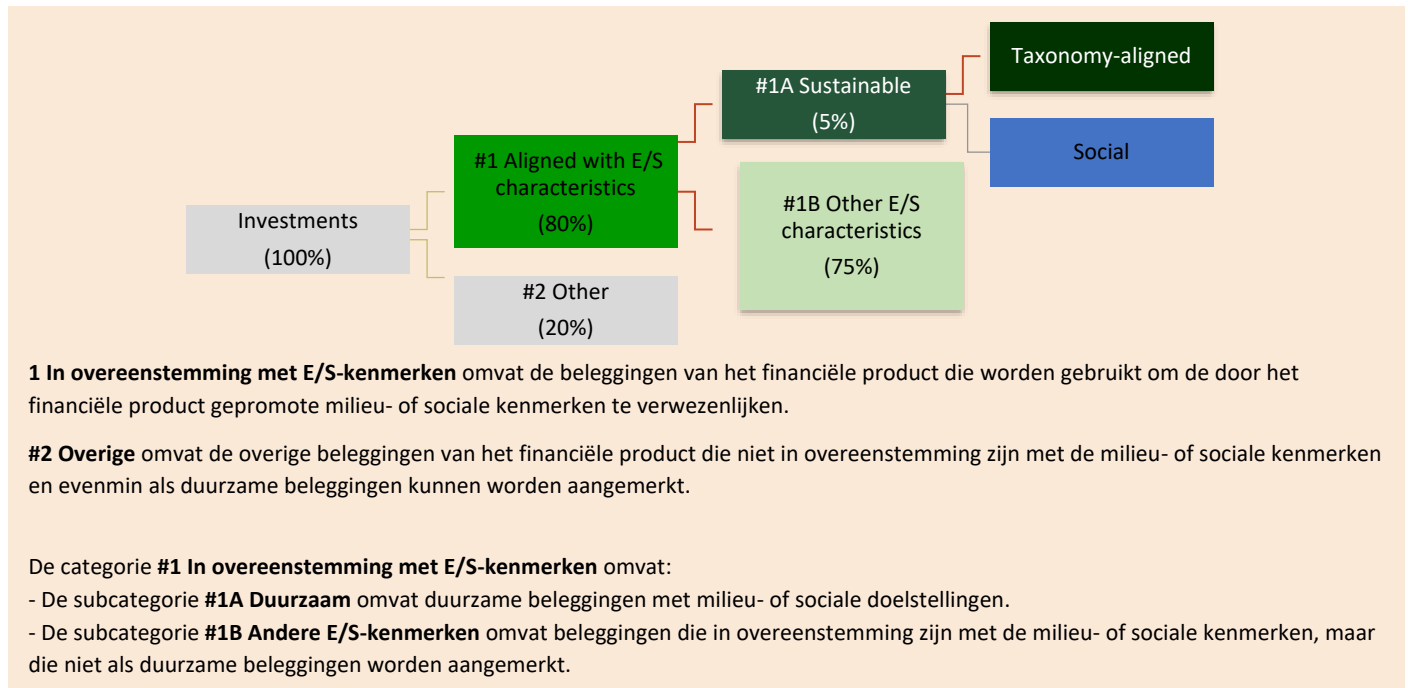 Taxonomy-aligned
#1A Sustainable
(5%)
Social
#1 Aligned with E/S
characteristics
(80%)
#1B Other E/S
characteristics
(75%)
Investments
(100%)
#2 Other
(20%)
1 In overeenstemming met E/S-kenmerken omvat de beleggingen van het financiële product die worden gebruikt om de door het
financiële product gepromote milieu- of sociale kenmerken te verwezenlijken.
#2 Overige omvat de overige beleggingen van het financiële product die niet in overeenstemming zijn met de milieu- of sociale kenmerken
en evenmin als duurzame beleggingen kunnen worden aangemerkt.
De categorie #1 In overeenstemming met E/S-kenmerken omvat:
- De subcategorie #1A Duurzaam omvat duurzame beleggingen met milieu- of sociale doelstellingen.
- De subcategorie #1B Andere E/S-kenmerken omvat beleggingen die in overeenstemming zijn met de milieu- of sociale kenmerken, maar
die niet als duurzame beleggingen worden aangemerkt.